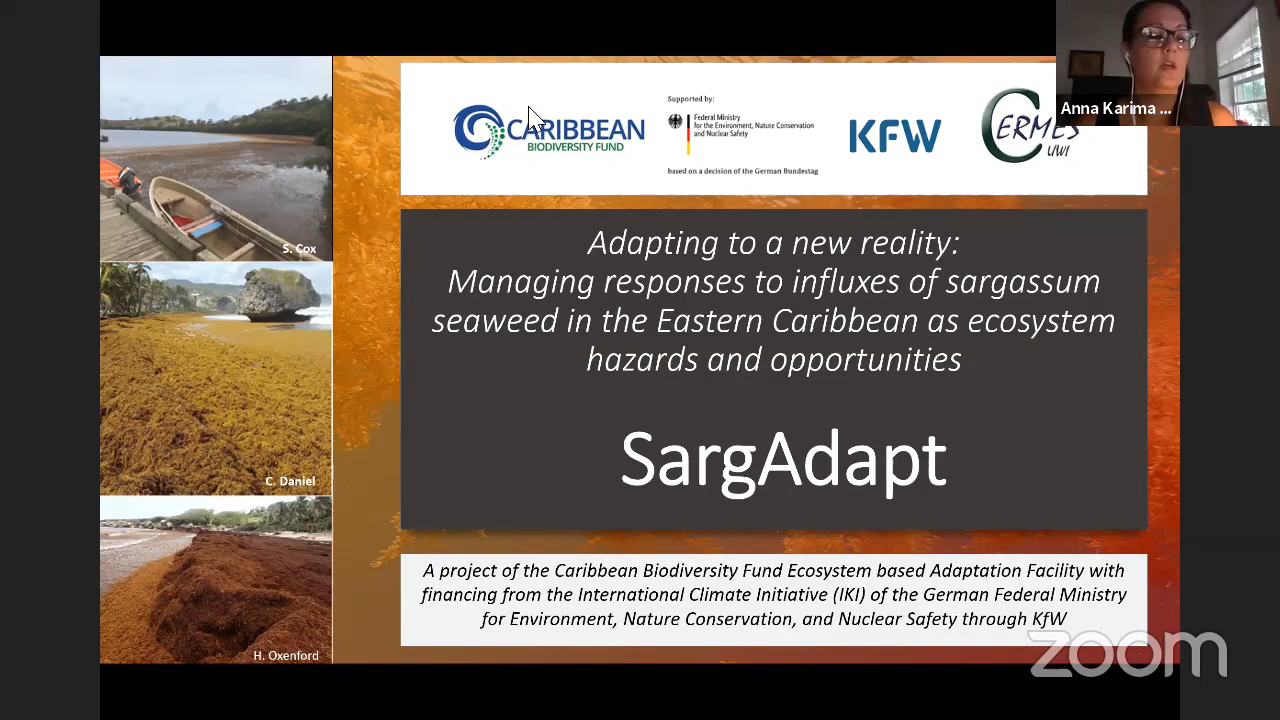 CARIBBEAN
BIODIVERSITY FUND
Supported by:
Federal Ministry
for the Environment, Nature Conservation
and Nuclear Safety
based on a decision of the German Bundestag
KFW
CERMES
UWI
Anna Karima ...
Adapting to a new reality:
Managing responses to influxes of sargassum
seaweed in the Eastern Caribbean as ecosystem
hazards and opportunities
SargAdapt
S. Cox
C. Daniel
H. Oxenford
A project of the Caribbean Biodiversity Fund Ecosystem based Adaptation Facility with
financing from the International Climate Initiative (IKI) of the German Federal Ministry
for Environment, Nature Conservation, and Nuclear Safety through KfW
zoom